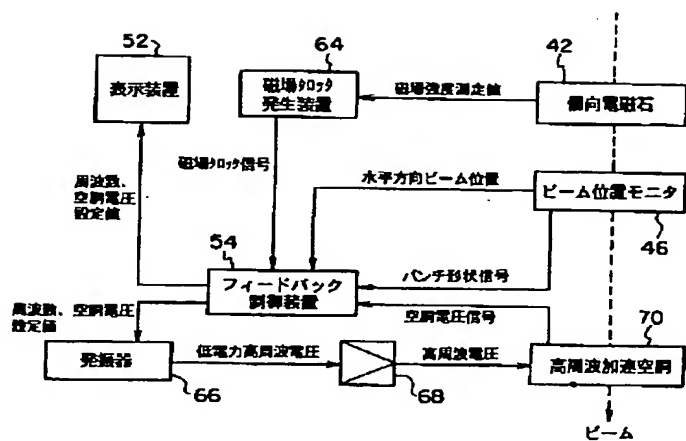 52
表示装置
64
磁場クロック
発生装置
42
偏向電磁石
磁場強度測定値
磁場クロック信号
水平方向ビーム位置
ビーム位置モニタ
46
周波数、
空胴電圧
設定値
54
フィードバック
制御装置
バンチ形状信号
空胴電圧信号
周波数、空胴電圧
設定値
発振器
66
低電力高周波電圧
68
高周波電圧
70
高周波加速空胴
ビーム